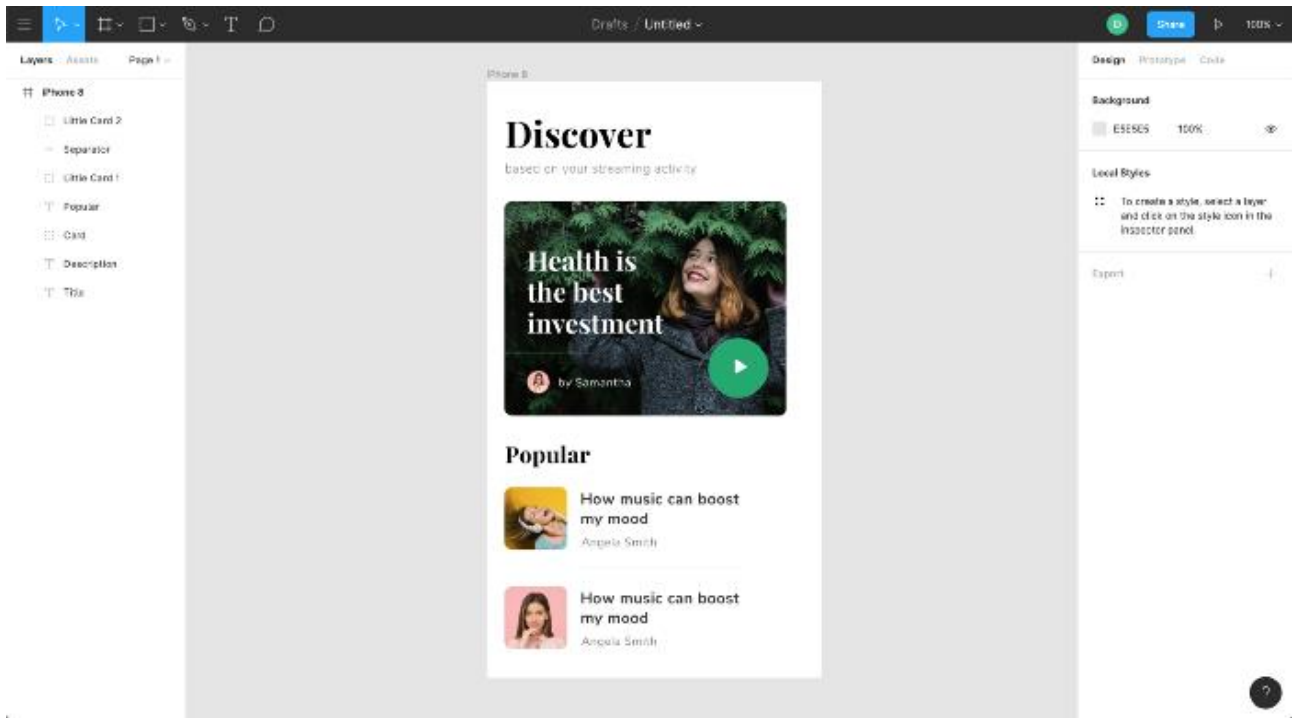 Drafts / Untitled
D
Share
100%
Layers
Assets
Page 1
iPhone 8
Little Card 2
Separator
Little Card 1
Popular
Card
Description
Title
iPhone 8
Discover
based on your streaming activity
Health is
the best
investment
by Samantha
Popular
How music can boost
my mood
Angela Smith
How music can boost
my mood
Angela Smith
Design
Prototype
Code
Background
E5E5E5
100%
Local Styles
To create a style, select a layer
and click on the style icon in the
inspector panel.
Export
?